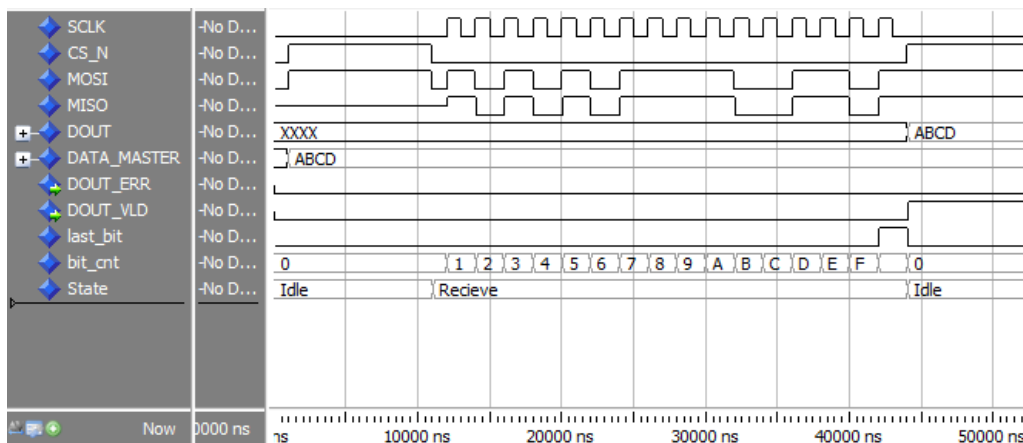 SCLK -No D...
CS_N -No D...
MOSI -No D...
MISO -No D...
DOUT -No D... XXXX ABCD
DATA_MASTER -No D... ABCD
DOUT_ERR -No D...
DOUT_VLD -No D...
last_bit -No D...
bit_cnt -No D... 0 1 2 3 4 5 6 7 8 9 A B C D E F 0
State -No D... Idle Recieve Idle
Now 0000 ns ns 10000 ns 20000 ns 30000 ns 40000 ns 50000 ns